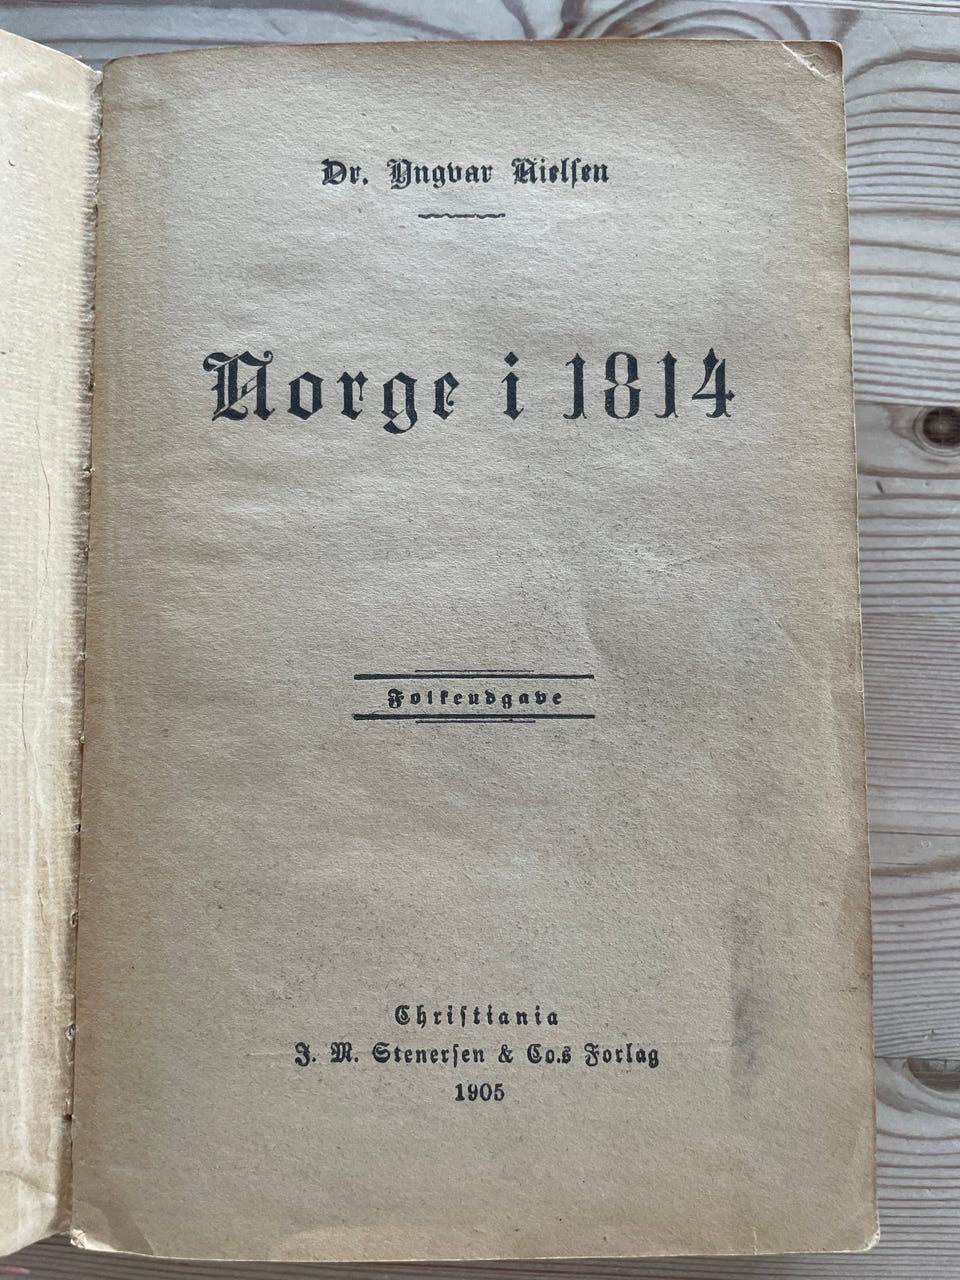 Dr. Yngvar Nielsen
Norge i 1814
Folkeudgave
Christiania
J. M. Stenersen & Co.s Forlag
1905